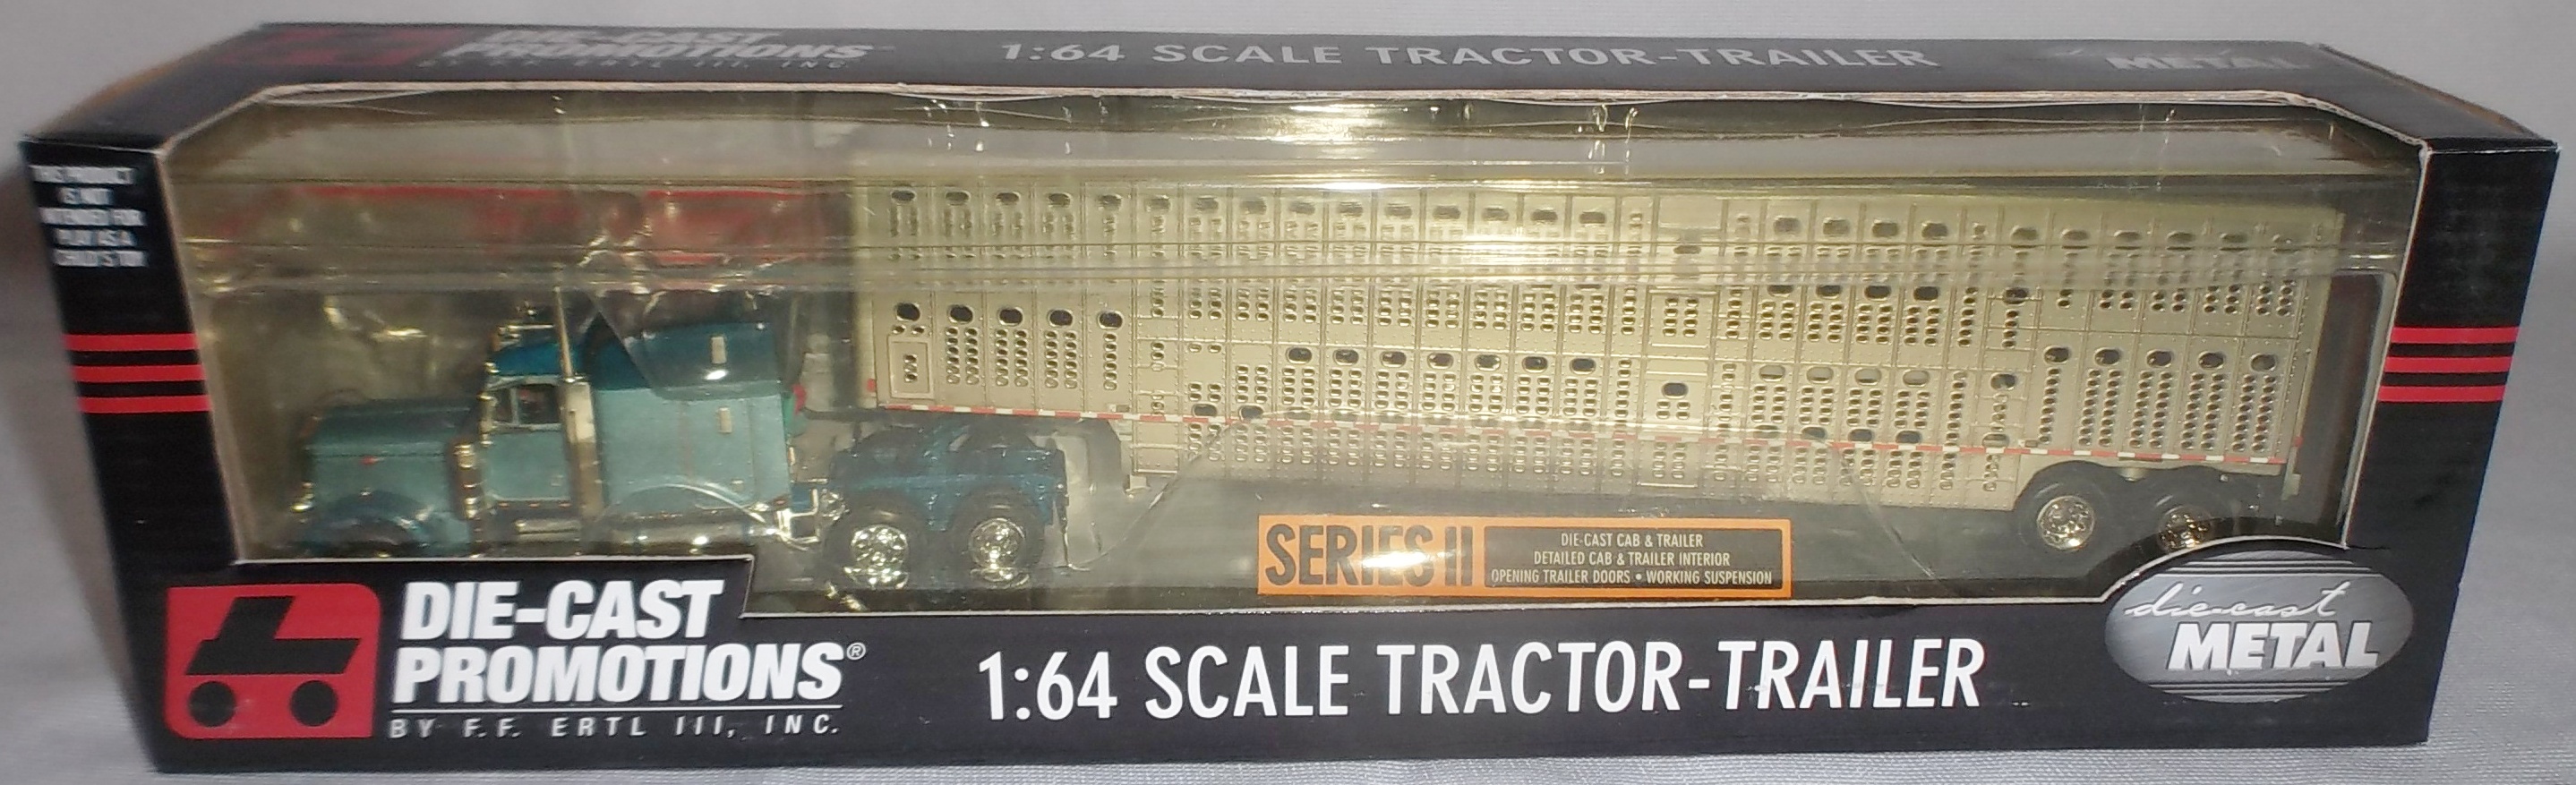 DIE-CAST
PROMOTIONS
BY F.F. ERTL III, INC.
1:64 SCALE TRACTOR-TRAILER
METAL
THIS PRODUCT
IS NOT
INTENDED FOR
PLAY AS A
CHILD'S TOY
SERIES II
DIE-CAST CAB & TRAILER
DETAILED CAB & TRAILER INTERIOR
OPENING TRAILER DOORS • WORKING SUSPENSION
DIE-CAST
PROMOTIONS®
BY F.F. ERTL III, INC.
1:64 SCALE TRACTOR-TRAILER
die-cast
METAL